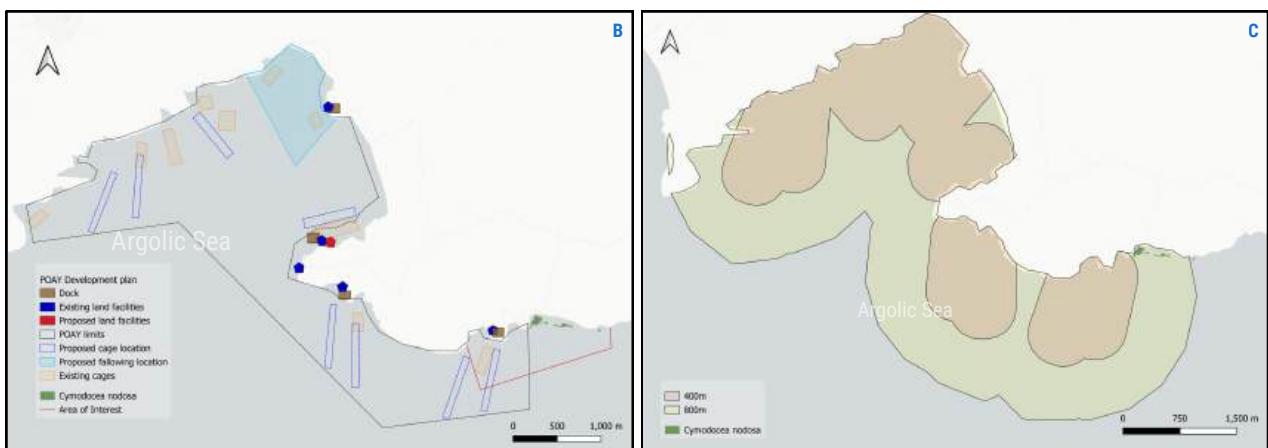 B
Argolic Sea
POAY Development plan
Dock
Existing land facilities
Proposed land facilities
POAY limits
Proposed cage location
Proposed fallowing location
Existing cages
Cymodocea nodosa
Area of Interest
0 500 1,000 m
C
Argolic Sea
400m
800m
Cymodocea nodosa
0 750 1,500 m